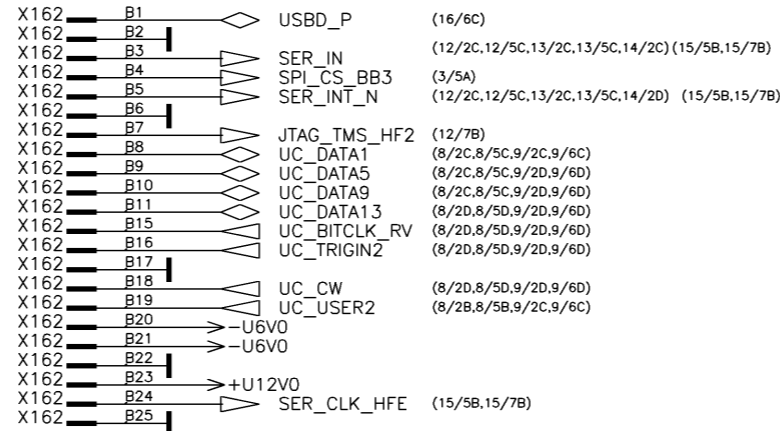 X162 B1 USBD_P (16/6C)
X162 B2
X162 B3 SER_IN (12/2C,12/5C,13/2C,13/5C,14/2C)(15/5B,15/7B)
X162 B4 SPI_CS_BB3 (3/5A)
X162 B5 SER_INT_N (12/2C,12/5C,13/2C,13/5C,14/2D) (15/5B,15/7B)
X162 B6
X162 B7 JTAG_TMS_HF2 (12/7B)
X162 B8 UC_DATA1 (8/2C,8/5C,9/2C,9/6C)
X162 B9 UC_DATA5 (8/2C,8/5C,9/2D,9/6D)
X162 B10 UC_DATA9 (8/2C,8/5C,9/2D,9/6D)
X162 B11 UC_DATA13 (8/2D,8/5D,9/2D,9/6D)
X162 B15 UC_BITCLK_RV (8/2D,8/5D,9/2D,9/6D)
X162 B16 UC_TRIGIN2 (8/2D,8/5D,9/2D,9/6D)
X162 B17
X162 B18 UC_CW (8/2D,8/5D,9/2D,9/6D)
X162 B19 UC_USER2 (8/2B,8/5B,9/2C,9/6C)
X162 B20 -U6V0
X162 B21 -U6V0
X162 B22
X162 B23 +U12V0
X162 B24 SER_CLK_HFE (15/5B,15/7B)
X162 B25